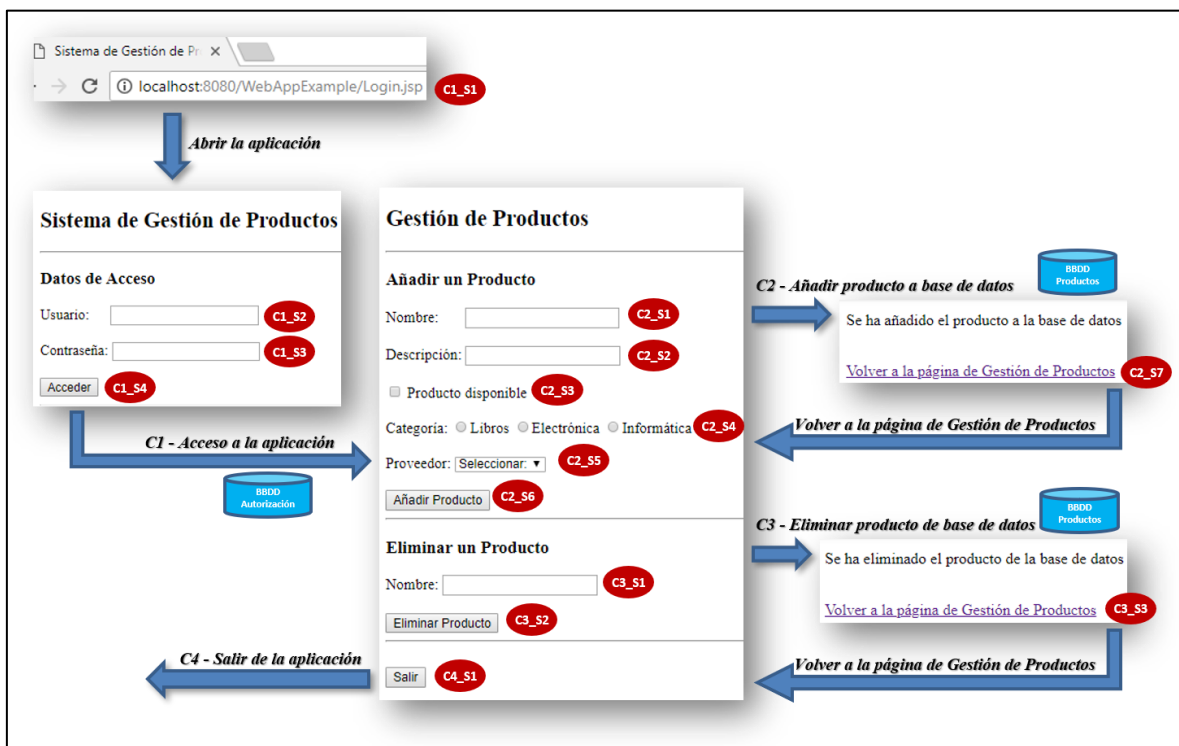 Sistema de Gestión de Pr
localhost:8080/WebAppExample/Login.jsp
C1_S1
Abrir la aplicación
Sistema de Gestión de Productos
Datos de Acceso
Usuario:
C1_S2
Contraseña:
C1_S3
Acceder
C1_S4
C1 - Acceso a la aplicación
BBDD
Autorización
Gestión de Productos
Añadir un Producto
Nombre:
C2_S1
Descripción:
C2_S2
Producto disponible
C2_S3
Categoría: Libros Electrónica Informática
C2_S4
Proveedor: Seleccionar:
C2_S5
Añadir Producto
C2_S6
Eliminar un Producto
Nombre:
C3_S1
Eliminar Producto
C3_S2
Salir
C4_S1
C4 - Salir de la aplicación
C2 - Añadir producto a base de datos
BBDD
Productos
Se ha añadido el producto a la base de datos
Volver a la página de Gestión de Productos
C2_S7
Volver a la página de Gestión de Productos
C3 - Eliminar producto de base de datos
BBDD
Productos
Se ha eliminado el producto de la base de datos
Volver a la página de Gestión de Productos
C3_S3
Volver a la página de Gestión de Productos